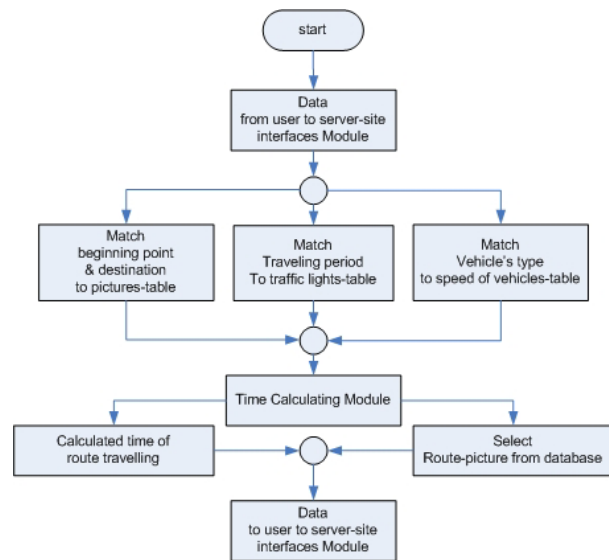 start
Data
from user to server-site
interfaces Module
Match
beginning point
& destination
to pictures-table
Match
Traveling period
To traffic lights-table
Match
Vehicle's type
to speed of vehicles-table
Time Calculating Module
Calculated time of
route travelling
Select
Route-picture from database
Data
to user to server-site
interfaces Module